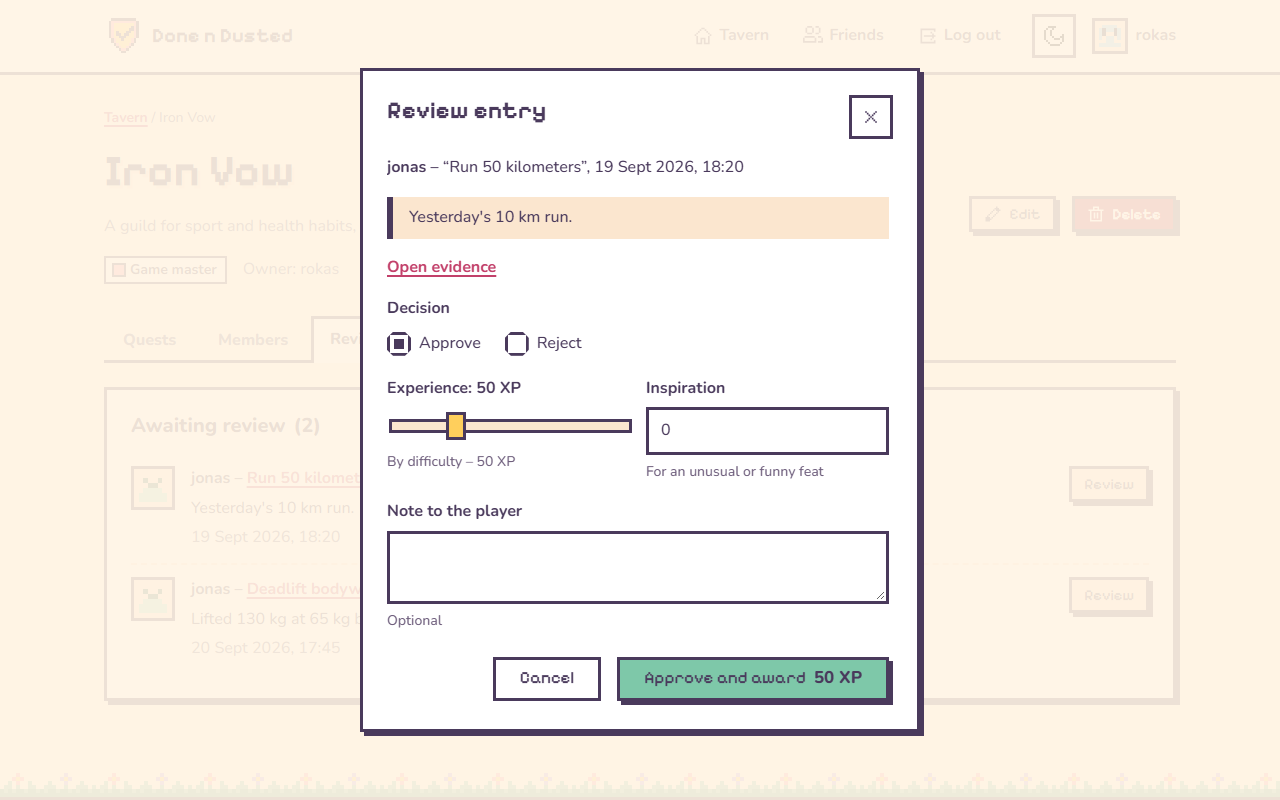 Done n Dusted
Tavern
Friends
Log out
rokas
Tavern / Iron Vow
Iron Vow
A guild for sport and health habits,
Edit
Delete
Game master
Owner: rokas
Quests
Members
Awaiting review (2)
jonas –
Yesterday's 10 km run.
19 Sept 2026, 18:20
Review
jonas – Deadlift
Lifted 130 kg at 65 kg
20 Sept 2026, 17:45
Review
Review entry
jonas – “Run 50 kilometers”, 19 Sept 2026, 18:20
Yesterday's 10 km run.
Open evidence
Decision
Approve
Reject
Experience: 50 XP
Inspiration
0
By difficulty – 50 XP
For an unusual or funny feat
Note to the player
Optional
Cancel
Approve and award 50 XP